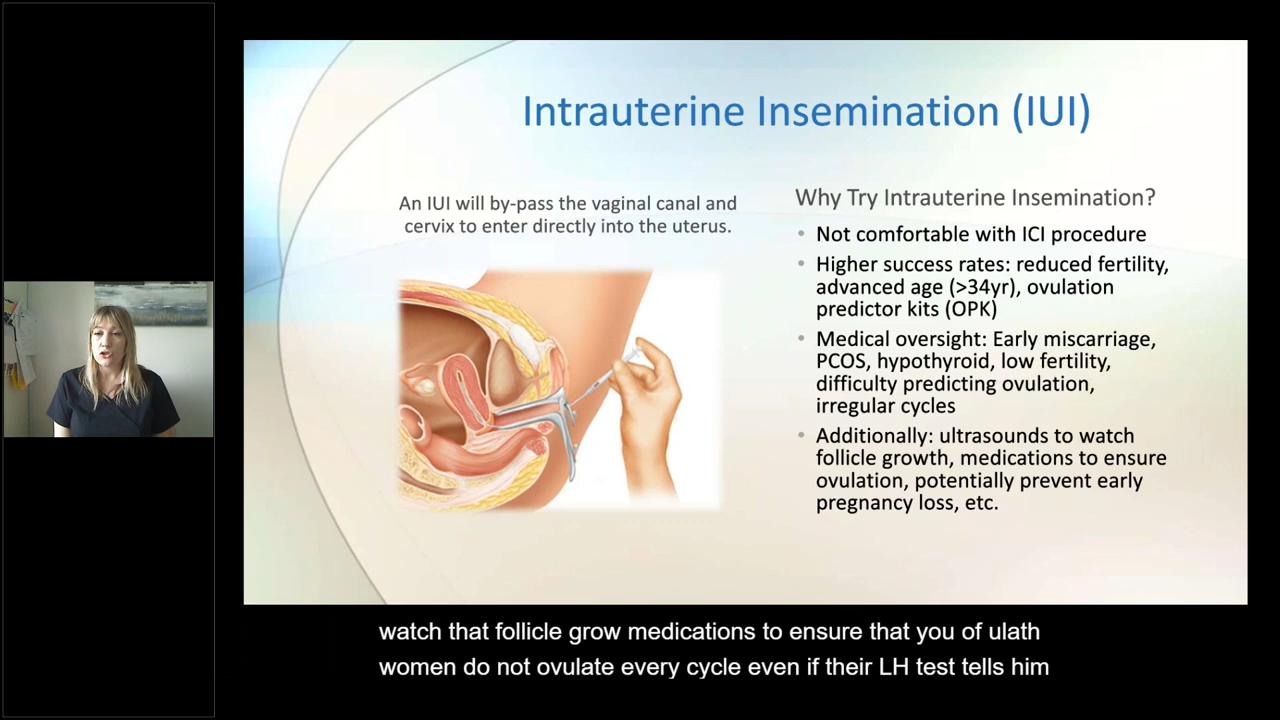 Intrauterine Insemination (IUI)
An IUI will by-pass the vaginal canal and
cervix to enter directly into the uterus.
Why Try Intrauterine Insemination?
• Not comfortable with ICI procedure
• Higher success rates: reduced fertility,
advanced age (>34yr), ovulation
predictor kits (OPK)
• Medical oversight: Early miscarriage,
PCOS, hypothyroid, low fertility,
difficulty predicting ovulation,
irregular cycles
• Additionally: ultrasounds to watch
follicle growth, medications to ensure
ovulation, potentially prevent early
pregnancy loss, etc.
watch that follicle grow medications to ensure that you of ulath
women do not ovulate every cycle even if their LH test tells him